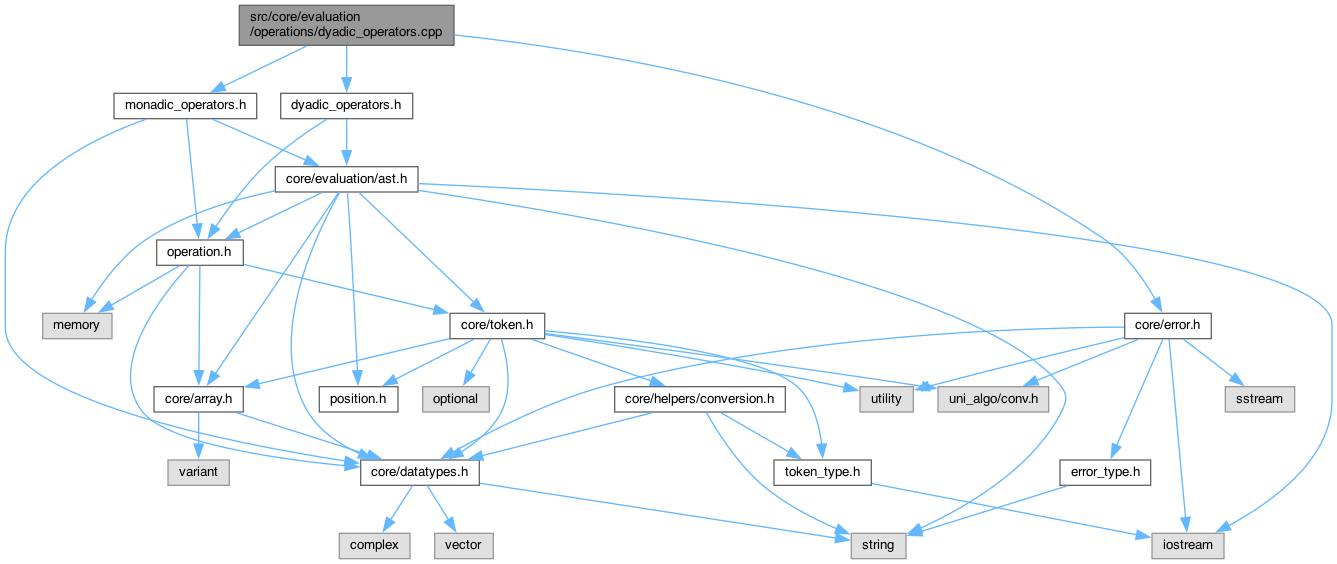 src/core/evaluation
/operations/dyadic_operators.cpp
monadic_operators.h
dyadic_operators.h
core/evaluation/ast.h
operation.h
memory
core/token.h
core/error.h
core/array.h
position.h
optional
core/helpers/conversion.h
utility
uni_algo/conv.h
sstream
variant
core/datatypes.h
token_type.h
error_type.h
complex
vector
string
iostream